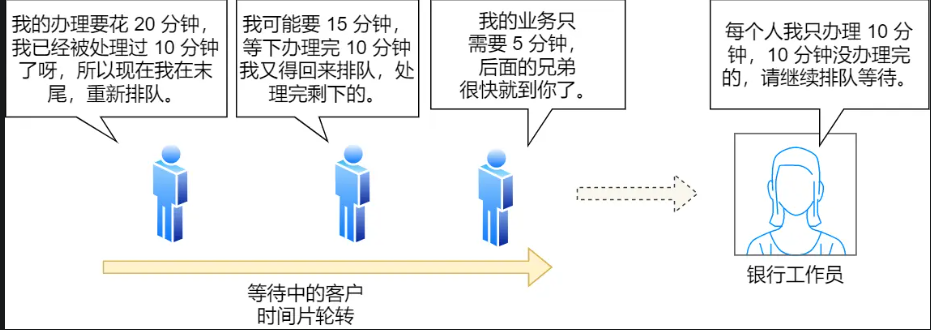 我的办理要花 20 分钟，
我已经被处理过 10 分钟
了呀，所以现在我在末
尾，重新排队。
我可能要 15 分钟，
等下办理完 10 分钟
我又得回来排队，处
理完剩下的。
我的业务只
需要 5 分钟，
后面的兄弟
很快就到你了。
每个人我只办理 10 分
钟，10 分钟没办理完
的，请继续排队等待。
银行工作员
等待中的客户
时间片轮转